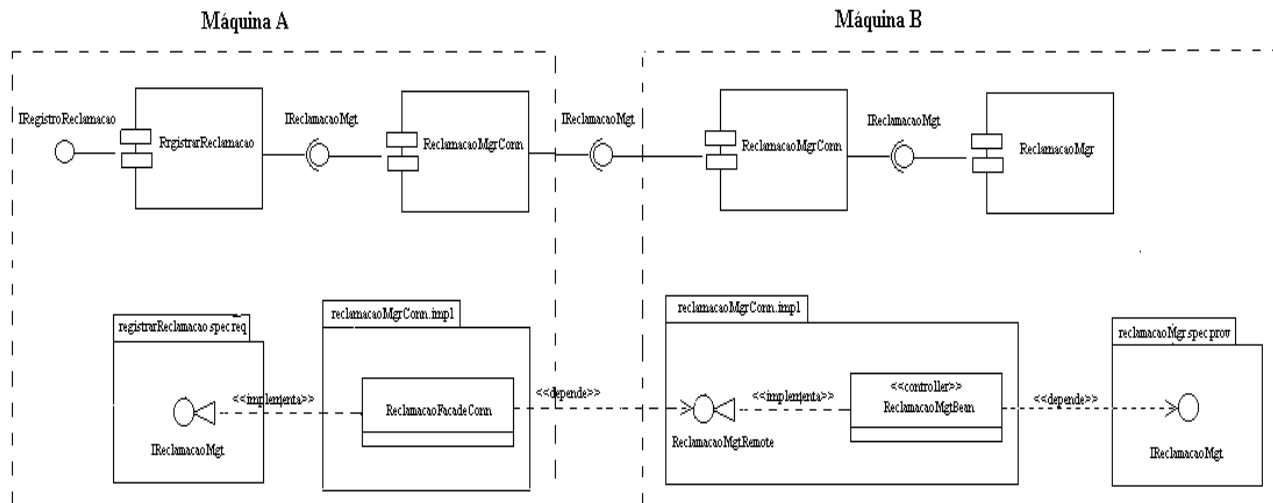 Máquina A
Máquina B
IRegistroReclamacao
RrgistrarReclamacao
IReclamacaoMgt
ReclamacaoMgrConn
IReclamacaoMgt
ReclamacaoMgrConn
IReclamacaoMgt
ReclamacaoMgr
registrarReclamacao.spec.req
reclamacaoMgrConn.impl
reclamacaoMgrConn.impl
reclamacaoMgr.spec.prov
<<implementa>>
ReclamacaoFacadeConn
<<depende>>
<<implementa>>
<<controller>>
ReclamacaoMgtBean
<<depende>>
IReclamacaoMgt
ReclamacaoMgtRemote
IReclamacaoMgt